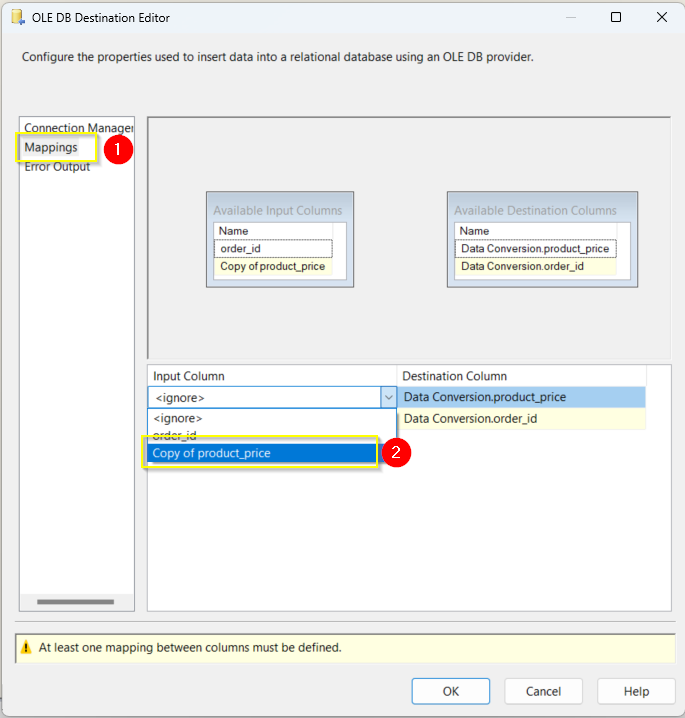 OLE DB Destination Editor
Configure the properties used to insert data into a relational database using an OLE DB provider.
Connection Manager
Mappings
1
Error Output
Available Input Columns
Name
order_id
Copy of product_price
Available Destination Columns
Name
Data Conversion.product_price
Data Conversion.order_id
Input Column Destination Column
<ignore> Data Conversion.product_price
<ignore> Data Conversion.order_id
order_id
Copy of product_price
2
At least one mapping between columns must be defined.
OK Cancel Help